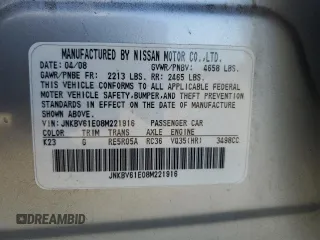 MANUFACTURED BY NISSAN MOTOR CO.,LTD.
DATE: 04/08 GVWR/PNBV: 4658 LBS.
GAWR/PNBE FR: 2213 LBS. RR: 2465 LBS.
THIS VEHICLE CONFORMS TO ALL APPLICABLE FEDERAL
MOTOR VEHICLE SAFETY,BUMPER,AND THEFT PREVENTION
STANDARDS IN EFFECT ON THE DATE OF MANUFACTURE
SHOWN ABOVE.
VIN: JNKBV61E08M221916 PASSENGER CAR
COLOR TRIM TRANS AXLE ENGINE
K23 G RE5R05A RC36 VQ35(HR) 3498CC
JNKBV61E08M221916
DREAMBID